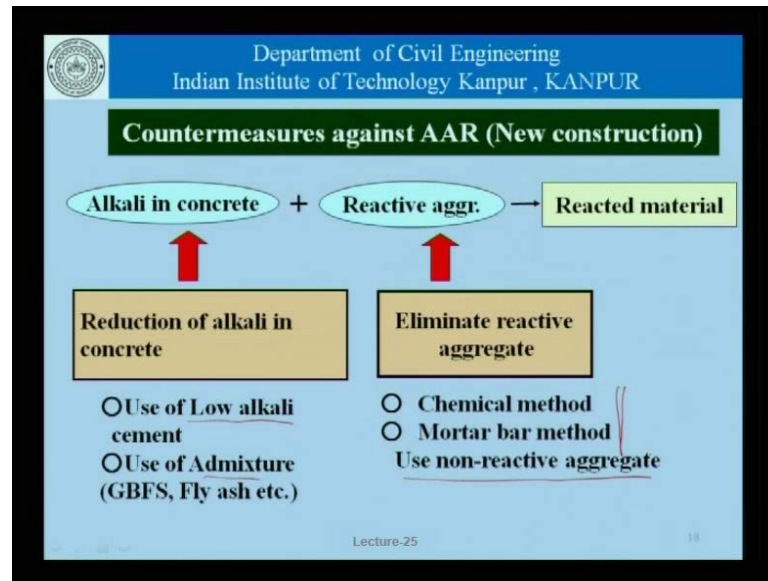 Department of Civil Engineering
Indian Institute of Technology Kanpur , KANPUR
Countermeasures against AAR (New construction)
Alkali in concrete + Reactive aggr. → Reacted material
Reduction of alkali in
concrete
Eliminate reactive
aggregate
○Use of Low alkali
cement
○Use of Admixture
(GBFS, Fly ash etc.)
○ Chemical method
○ Mortar bar method
Use non-reactive aggregate
Lecture-25
18